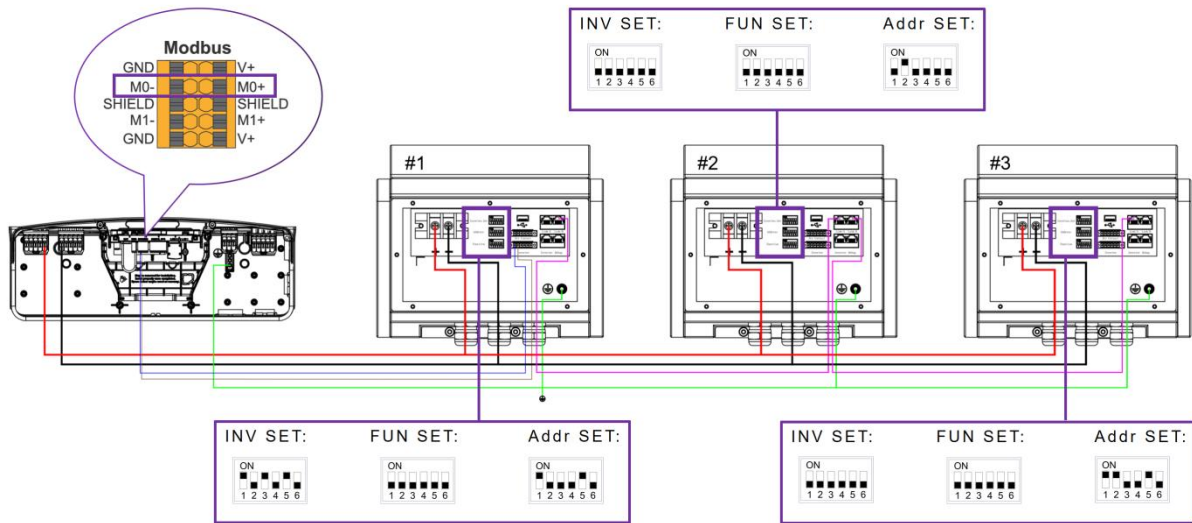 INV SET: FUN SET: Addr SET:
ON ON ON
1 2 3 4 5 6 1 2 3 4 5 6 1 2 3 4 5 6
Modbus
GND V+
M0- M0+
SHIELD SHIELD
M1- M1+
GND V+
#1 #2 #3
INV SET: FUN SET: Addr SET:
ON ON ON
1 2 3 4 5 6 1 2 3 4 5 6 1 2 3 4 5 6
INV SET: FUN SET: Addr SET:
ON ON ON
1 2 3 4 5 6 1 2 3 4 5 6 1 2 3 4 5 6